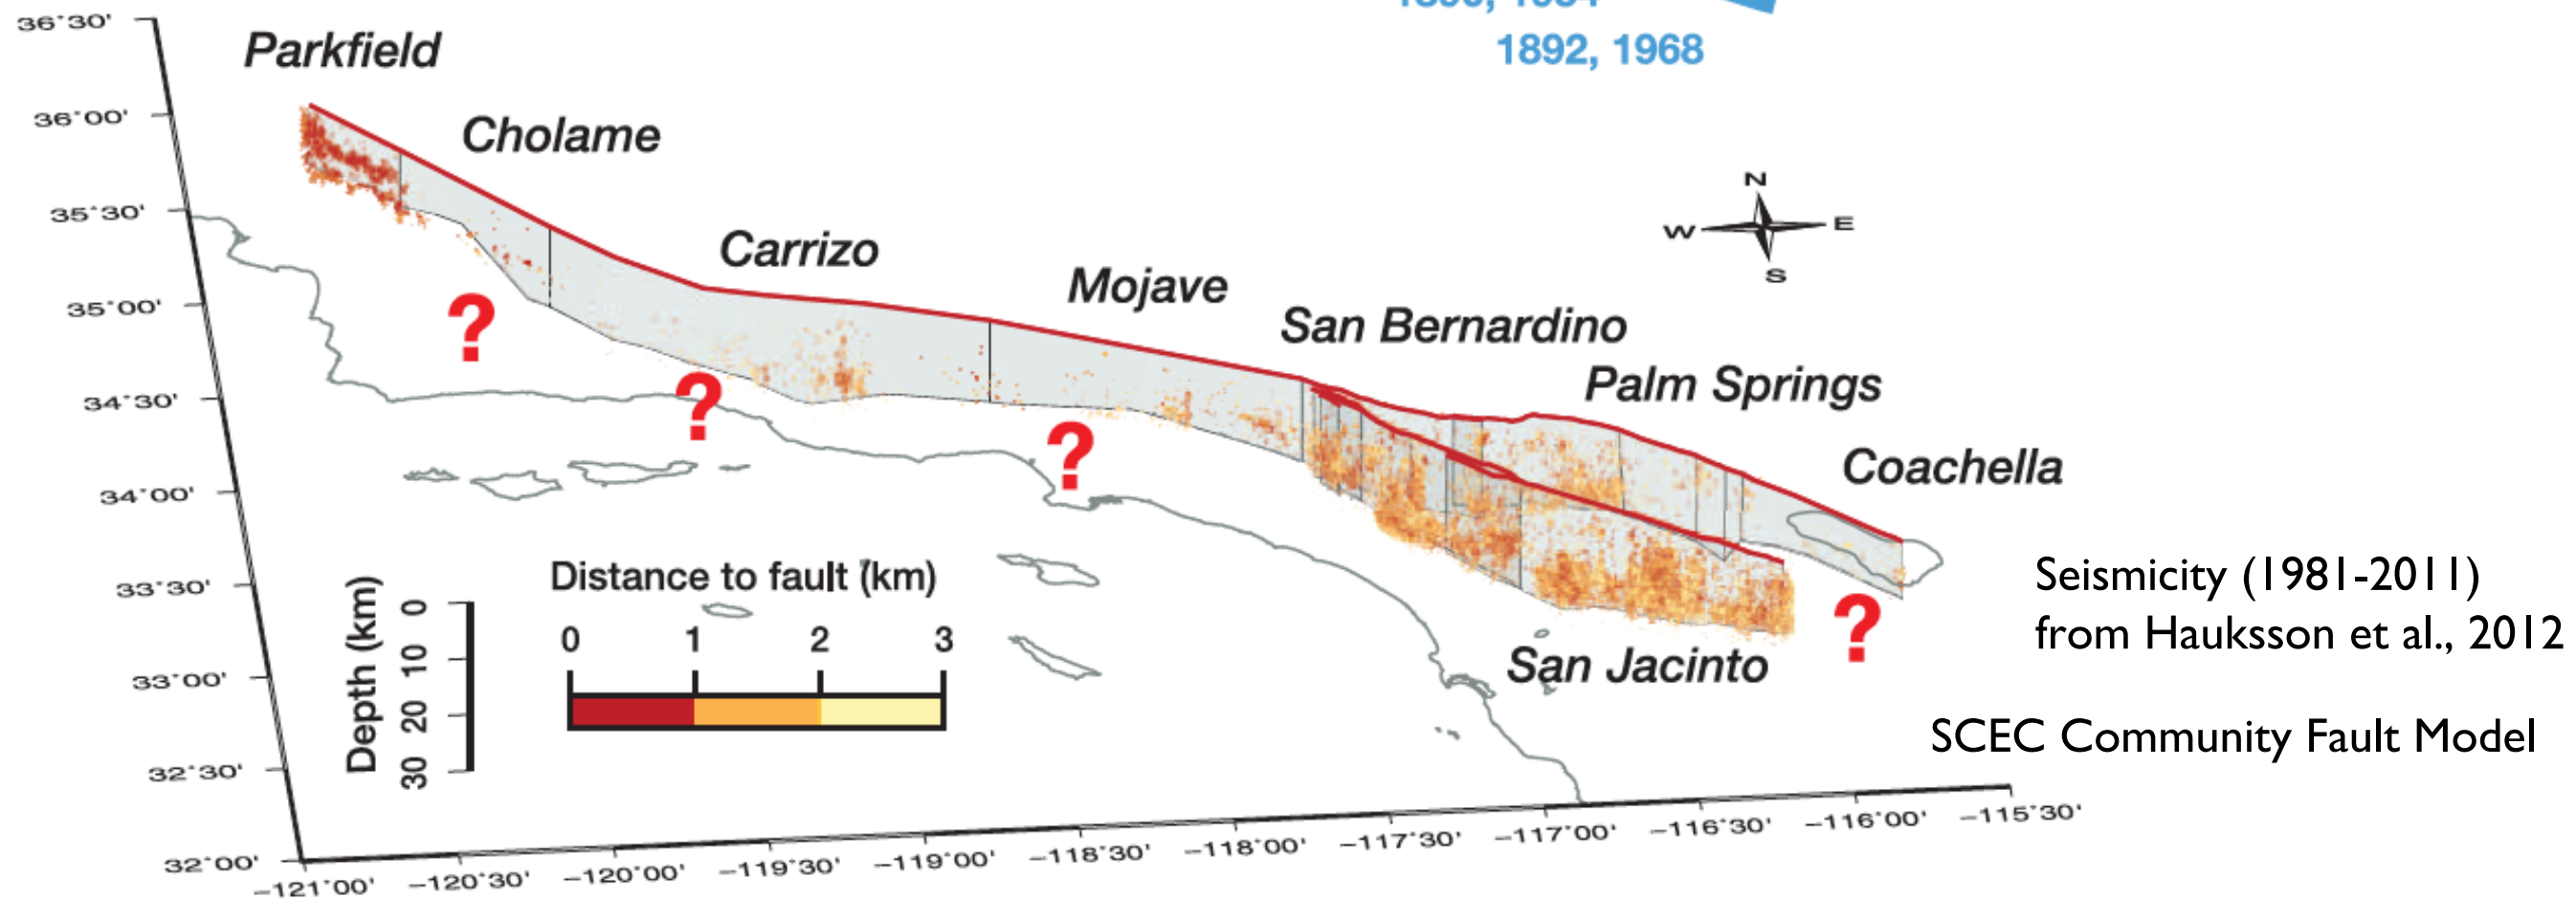 1892, 1968
36°30'
Parkfield
36°00'
Cholame
35°30'
N
W E
S
Carrizo
Mojave
35°00'
?
San Bernardino
Palm Springs
34°30'
?
?
Coachella
34°00'
33°30'
Distance to fault (km)
0 1 2 3
Depth (km)
0
10
20
30
?
Seismicity (1981-2011)
from Hauksson et al., 2012
San Jacinto
33°00'
SCEC Community Fault Model
32°30'
32°00'
−121°00' −120°30' −120°00' −119°30' −119°00' −118°30' −118°00' −117°30' −117°00' −116°30' −116°00' −115°30'